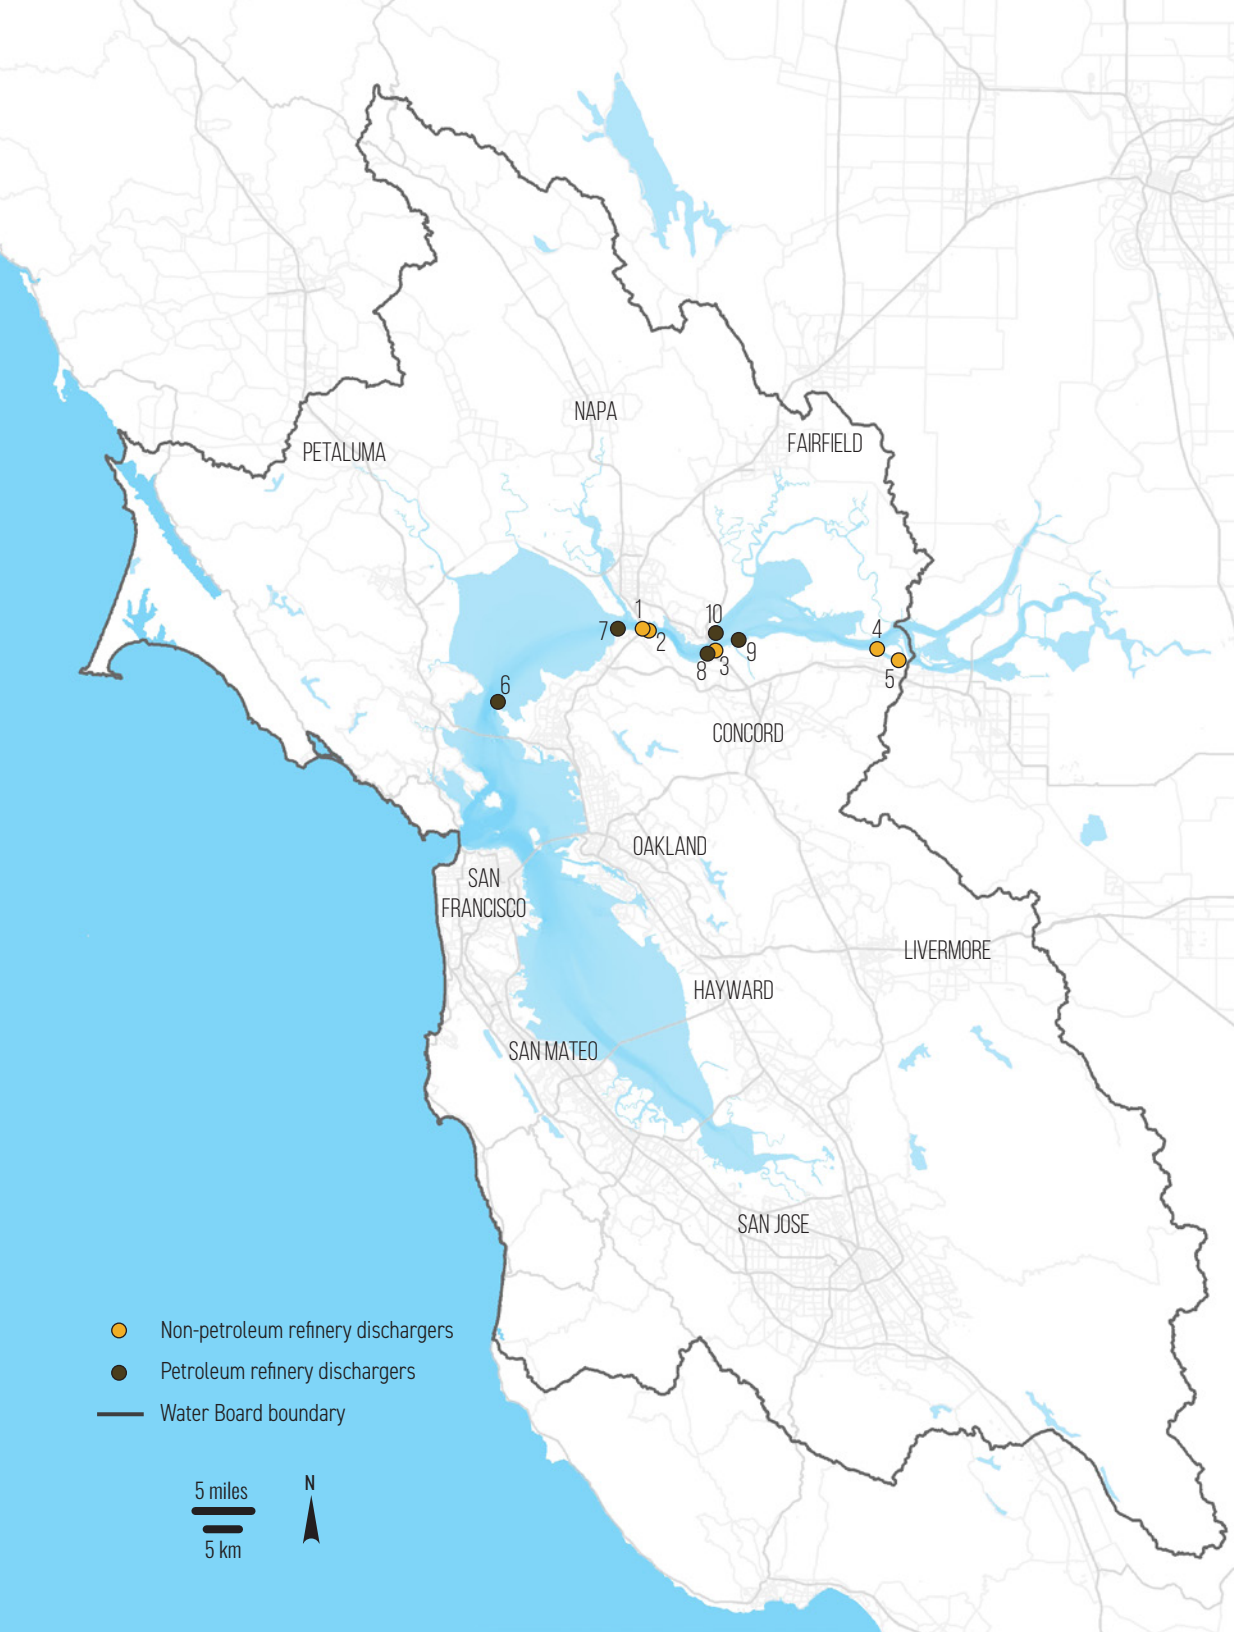 NAPA
FAIRFIELD
PETALUMA
1
10
7
2
4
9
8
3
5
6
CONCORD
OAKLAND
SAN
FRANCISCO
LIVERMORE
HAYWARD
SAN MATEO
SAN JOSE
Non-petroleum refinery dischargers
Petroleum refinery dischargers
Water Board boundary
5 miles
N
5 km